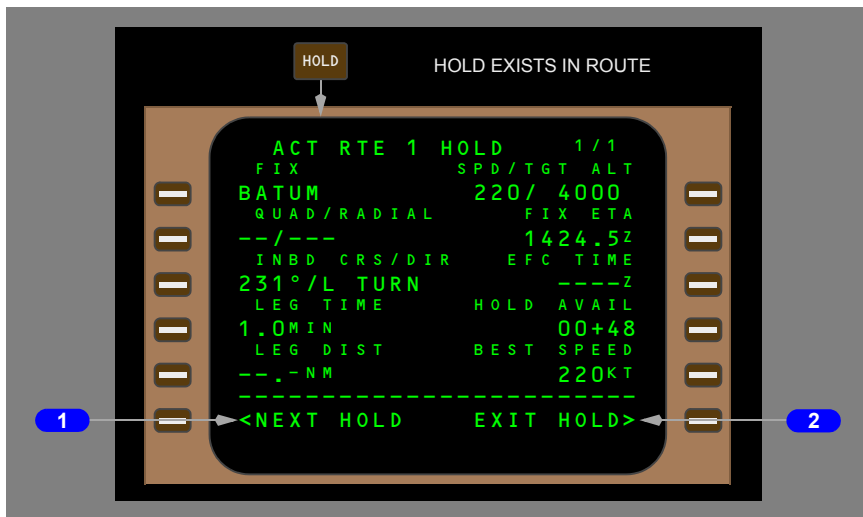 HOLD
HOLD EXISTS IN ROUTE
ACT RTE 1 HOLD 1/1
FIX SPD/TGT ALT
BATUM 220/ 4000
QUAD/RADIAL FIX ETA
--/--- 1424.5Z
INBD CRS/DIR EFC TIME
231°/L TURN ----Z
LEG TIME HOLD AVAIL
1.0MIN 00+48
LEG DIST BEST SPEED
--.-NM 220KT
------------------------
1 <NEXT HOLD EXIT HOLD> 2